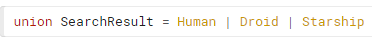 union SearchResult = Human | Droid | Starship